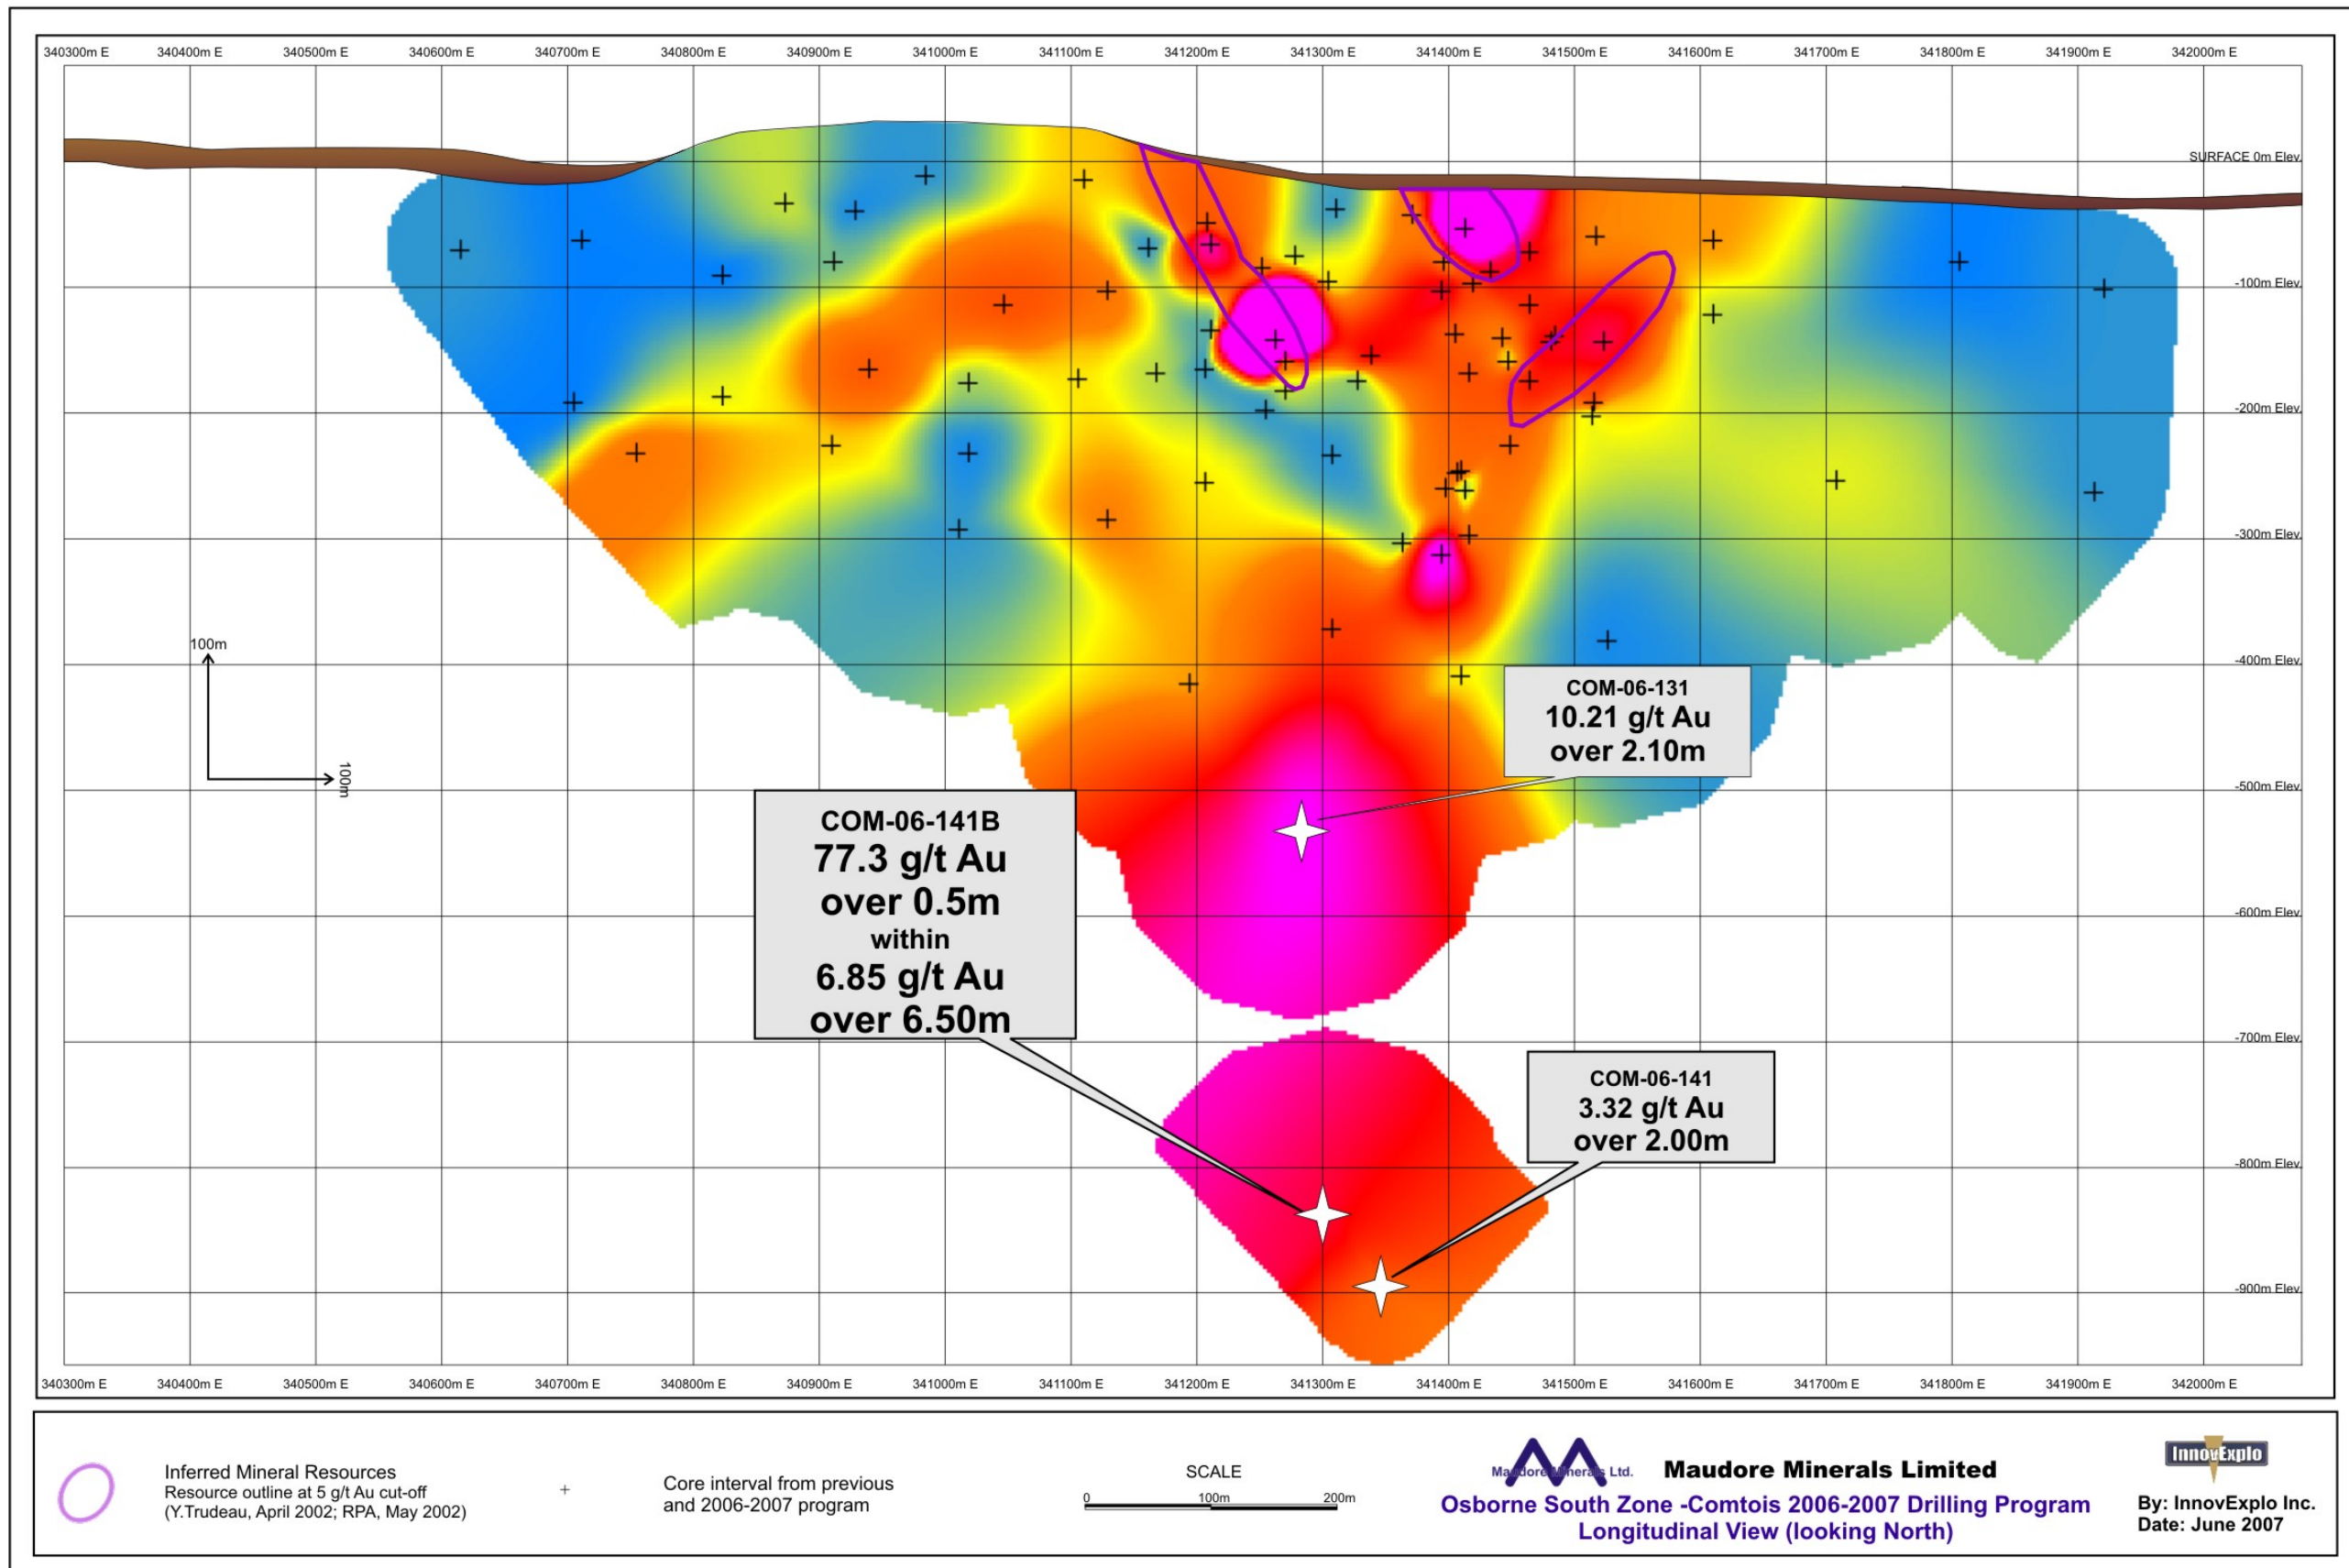 340300m E 340400m E 340500m E 340600m E 340700m E 340800m E 340900m E 341000m E 341100m E 341200m E 341300m E 341400m E 341500m E 341600m E 341700m E 341800m E 341900m E 342000m E
SURFACE 0m Elev.
-100m Elev.
-200m Elev.
-300m Elev.
100m
100m
-400m Elev.
COM-06-131
10.21 g/t Au
over 2.10m
-500m Elev.
COM-06-141B
77.3 g/t Au
over 0.5m
within
6.85 g/t Au
over 6.50m
-600m Elev.
-700m Elev.
COM-06-141
3.32 g/t Au
over 2.00m
-800m Elev.
-900m Elev.
340300m E 340400m E 340500m E 340600m E 340700m E 340800m E 340900m E 341000m E 341100m E 341200m E 341300m E 341400m E 341500m E 341600m E 341700m E 341800m E 341900m E 342000m E
Inferred Mineral Resources
Resource outline at 5 g/t Au cut-off
(Y.Trudeau, April 2002; RPA, May 2002)
Core interval from previous
and 2006-2007 program
SCALE
0 100m 200m
Maudore Minerals Ltd.
Maudore Minerals Limited
Osborne South Zone -Comtois 2006-2007 Drilling Program
Longitudinal View (looking North)
InnovExplo
By: InnovExplo Inc.
Date: June 2007